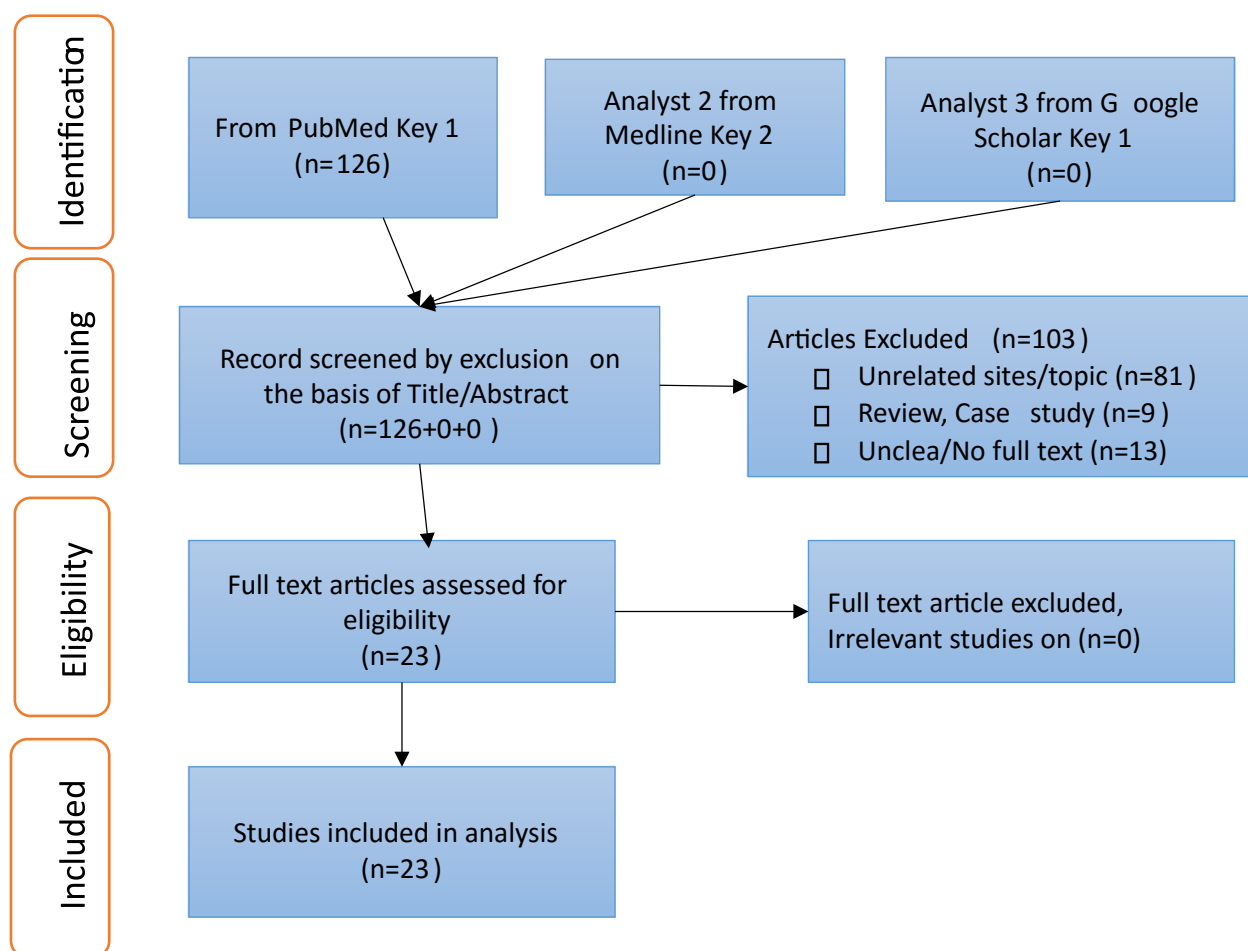 Identification
From PubMed Key 1
(n=126)
Analyst 2 from
Medline Key 2
(n=0)
Analyst 3 from G oogle
Scholar Key 1
(n=0)
Screening
Record screened by exclusion on
the basis of Title/Abstract
(n=126+0+0 )
Articles Excluded (n=103)
Unrelated sites/topic (n=81)
Review, Case study (n=9)
Unclea/No full text (n=13)
Eligibility
Full text articles assessed for
eligibility
(n=23 )
Full text article excluded,
Irrelevant studies on (n=0)
Included
Studies included in analysis
(n=23 )